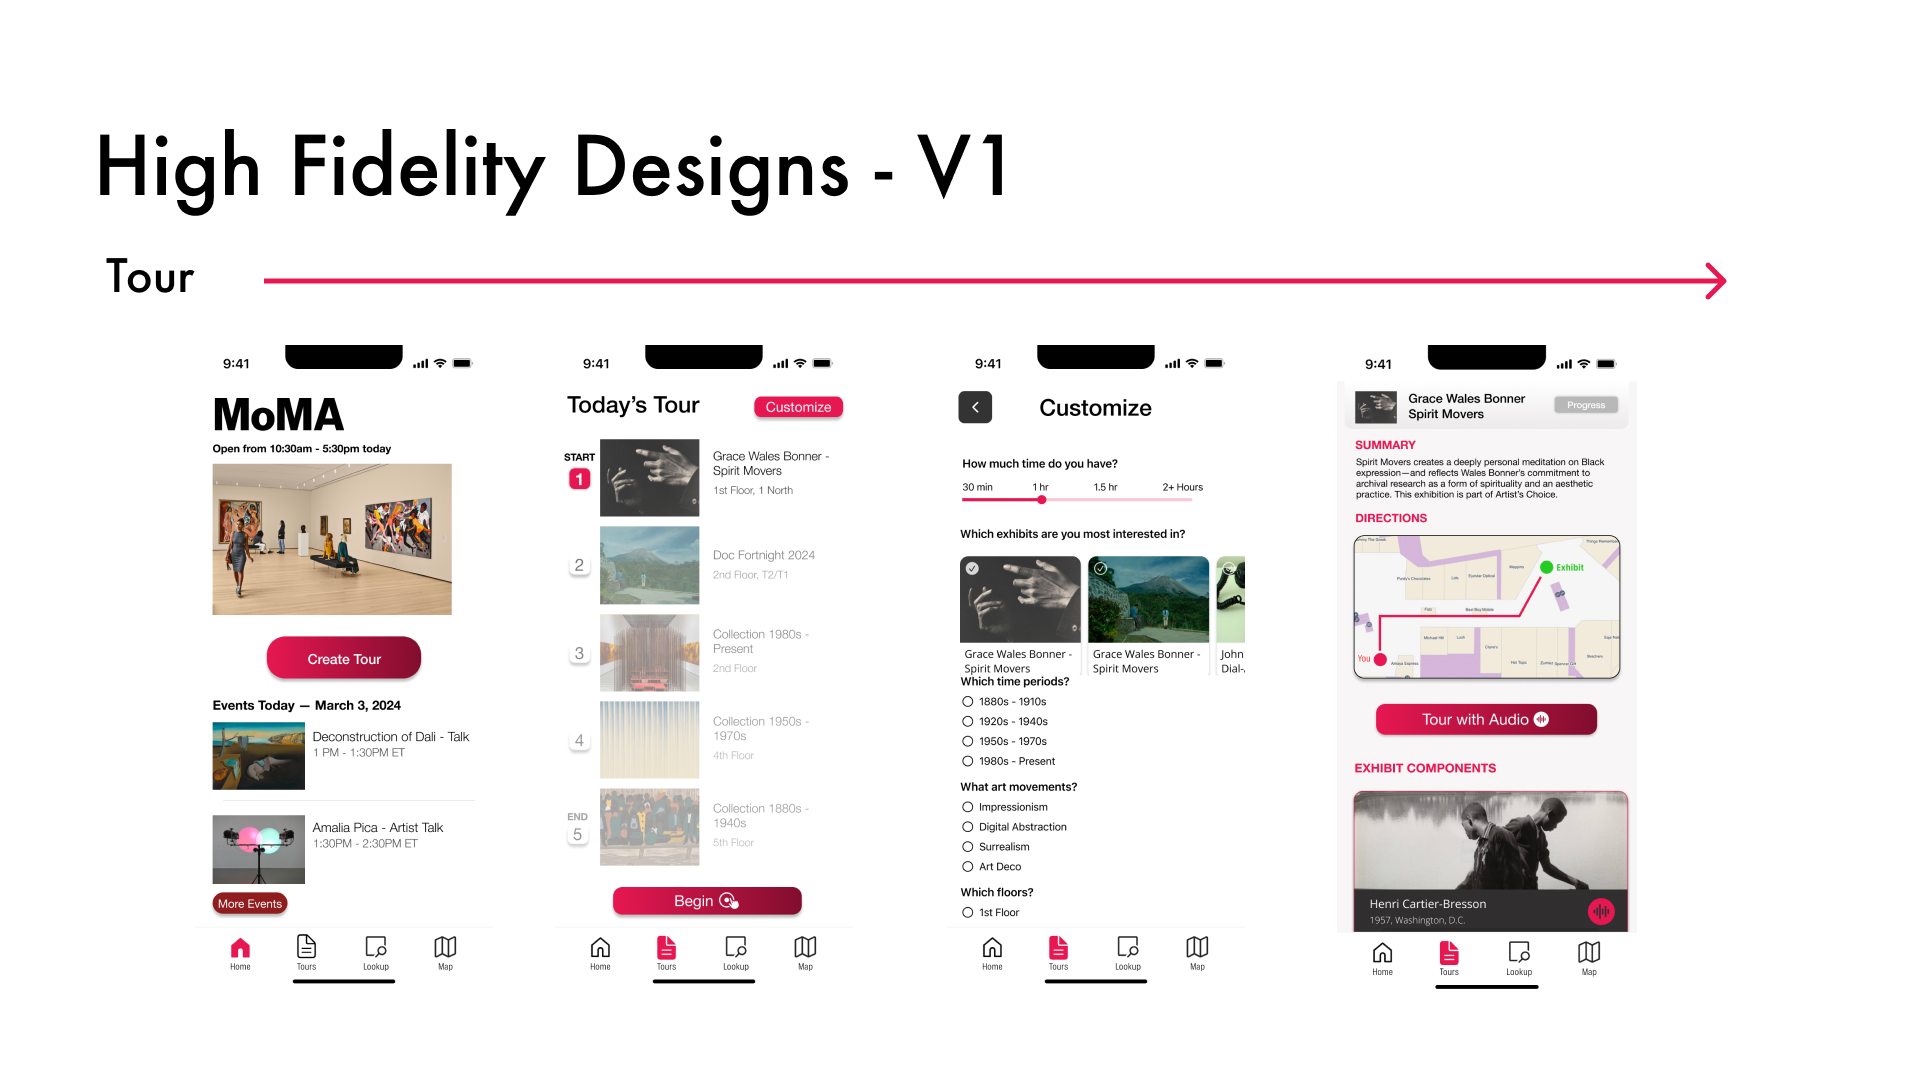 High Fidelity Designs - V1
Tour
9:41
MoMA
Open from 10:30am - 5:30pm today
Create Tour
Events Today — March 3, 2024
Deconstruction of Dali - Talk
1 PM - 1:30PM ET
Amalia Pica - Artist Talk
1:30PM - 2:30PM ET
More Events
Home
Tours
Lookup
Map
9:41
Today's Tour
Customize
START
1
Grace Wales Bonner -
Spirit Movers
1st Floor, 1 North
2
Doc Fortnight 2024
2nd Floor, T2/T1
3
Collection 1980s -
Present
2nd Floor
4
Collection 1950s -
1970s
4th Floor
END
5
Collection 1880s -
1940s
5th Floor
Begin
Home
Tours
Lookup
Map
9:41
Customize
How much time do you have?
30 min
1 hr
1.5 hr
2+ Hours
Which exhibits are you most interested in?
Grace Wales Bonner -
Spirit Movers
Grace Wales Bonner -
Spirit Movers
John
Dial-
Which time periods?
1880s - 1910s
1920s - 1940s
1950s - 1970s
1980s - Present
What art movements?
Impressionism
Digital Abstraction
Surrealism
Art Deco
Which floors?
1st Floor
Home
Tours
Lookup
Map
9:41
Grace Wales Bonner
Spirit Movers
Progress
SUMMARY
Spirit Movers creates a deeply personal meditation on Black
expression—and reflects Wales Bonner's commitment to
archival research as a form of spirituality and an aesthetic
practice. This exhibition is part of Artist's Choice.
DIRECTIONS
Exhibit
You
Tour with Audio
EXHIBIT COMPONENTS
Henri Cartier-Bresson
1957, Washington, D.C.
Home
Tours
Lookup
Map